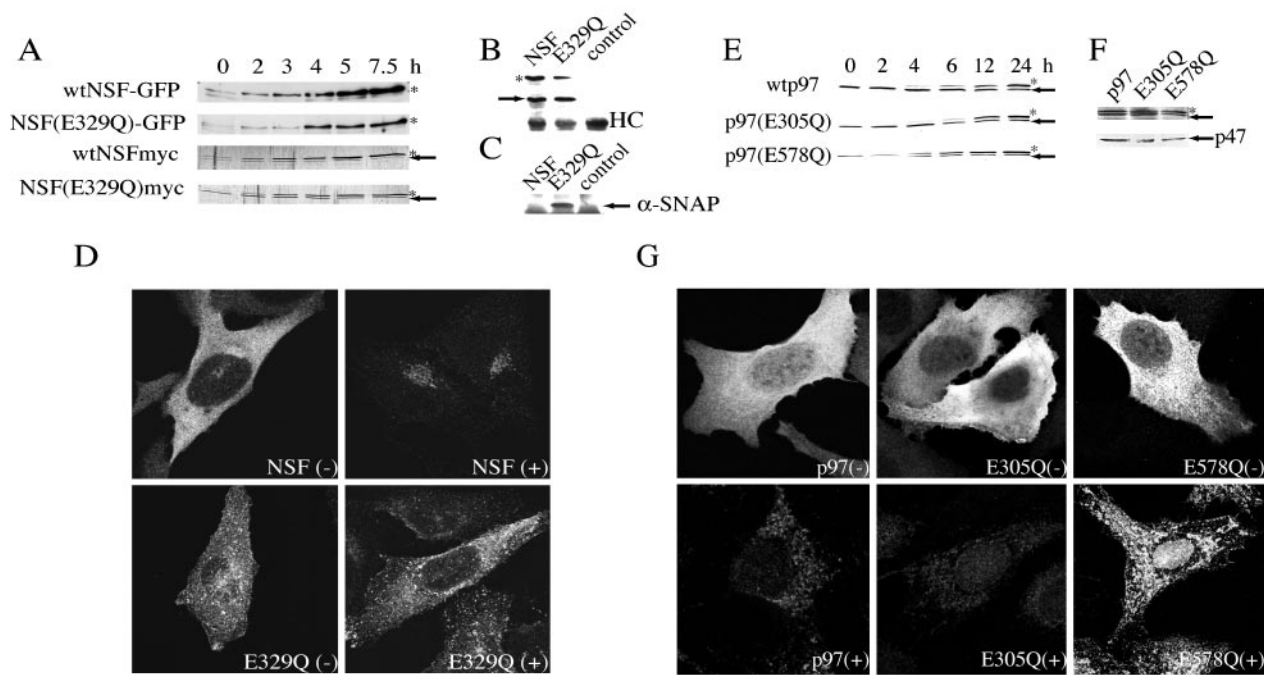 A
0 2 3 4 5 7.5 h
wtNSF-GFP *
NSF(E329Q)-GFP *
wtNSFmyc *
NSF(E329Q)myc *
B
NSF E329Q control
*
HC
C
NSF E329Q control
α-SNAP
E
0 2 4 6 12 24 h
wtp97 *
p97(E305Q) *
p97(E578Q) *
F
p97 E305Q E578Q
*
p47
D
NSF (-)
NSF (+)
E329Q (-)
E329Q (+)
G
p97(-)
E305Q(-)
E578Q(-)
p97(+)
E305Q(+)
E578Q(+)